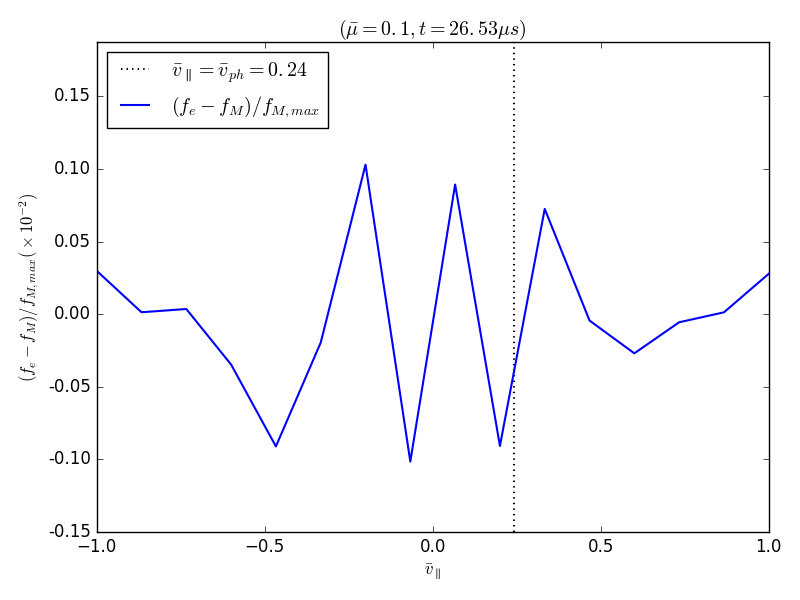 (μ̄ = 0.1, t = 26.53μs)
v̄∥ = v̄ph = 0.24
(fe − fM)/fM,max
0.15
0.10
0.05
0.00
-0.05
-0.10
-0.15
(fe − fM)/fM,max(×10⁻²)
−1.0 −0.5 0.0 0.5 1.0
v̄∥